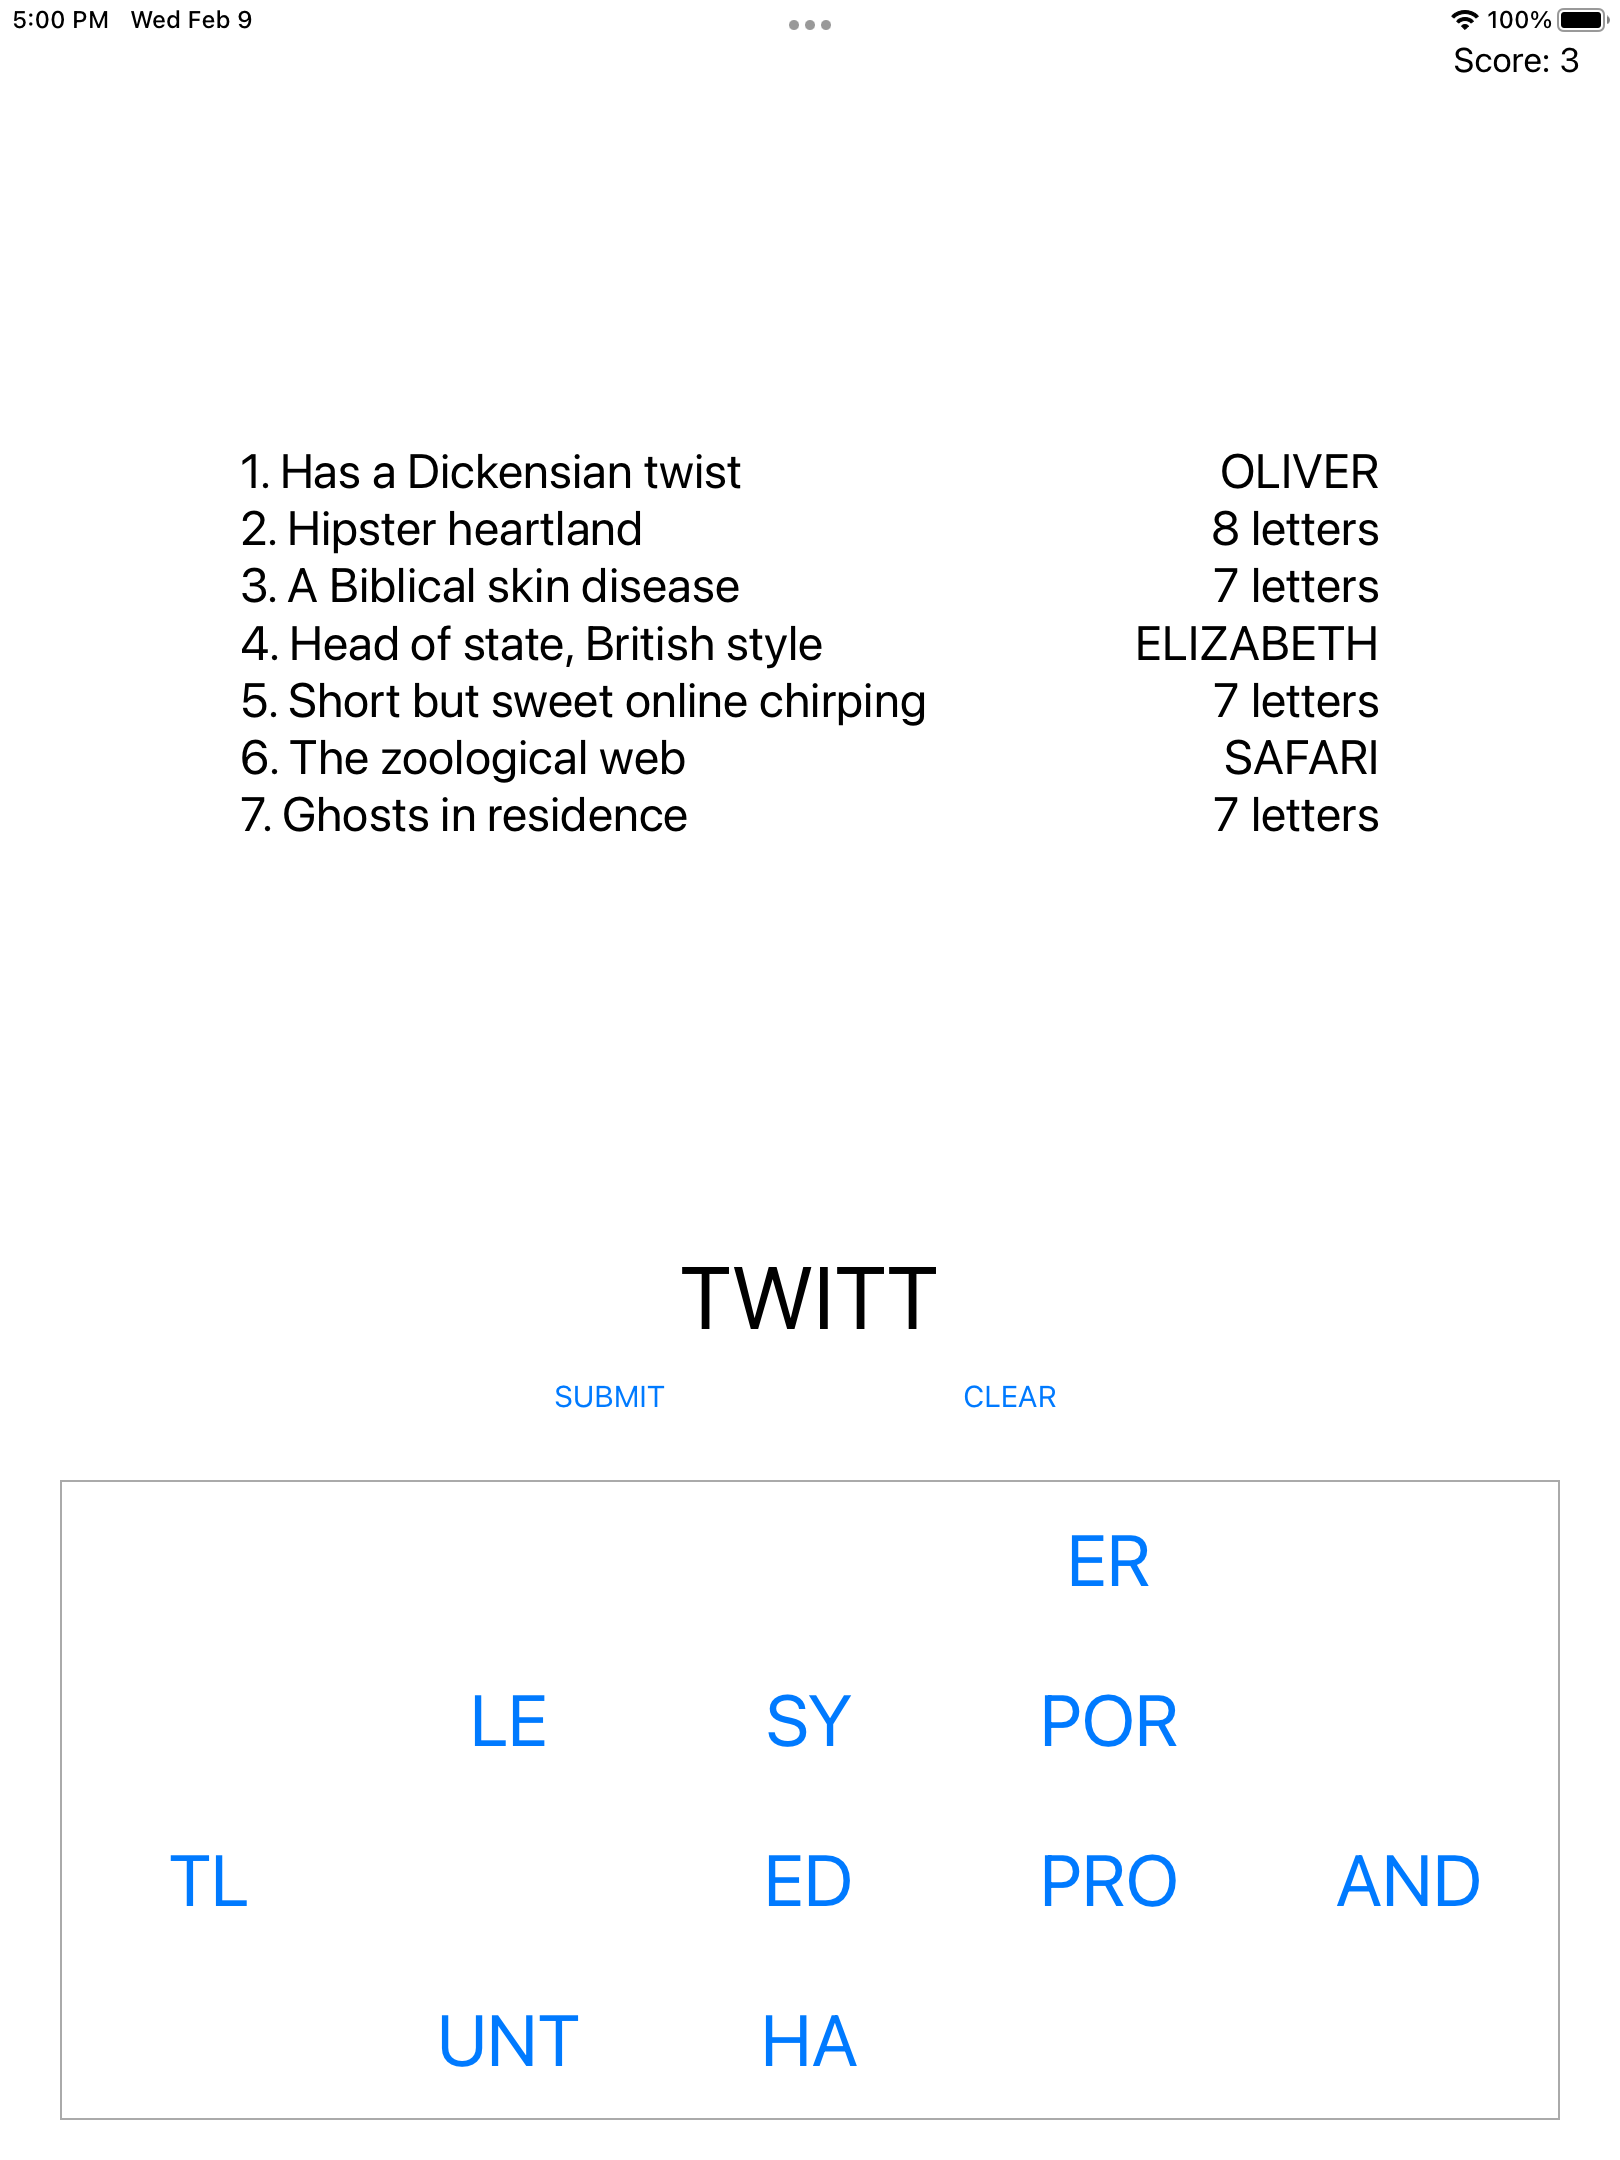 5:00 PM Wed Feb 9 100%
Score: 3
1. Has a Dickensian twist OLIVER
2. Hipster heartland 8 letters
3. A Biblical skin disease 7 letters
4. Head of state, British style ELIZABETH
5. Short but sweet online chirping 7 letters
6. The zoological web SAFARI
7. Ghosts in residence 7 letters
TWITT
SUBMIT CLEAR
ER
LE SY POR
TL ED PRO AND
UNT HA